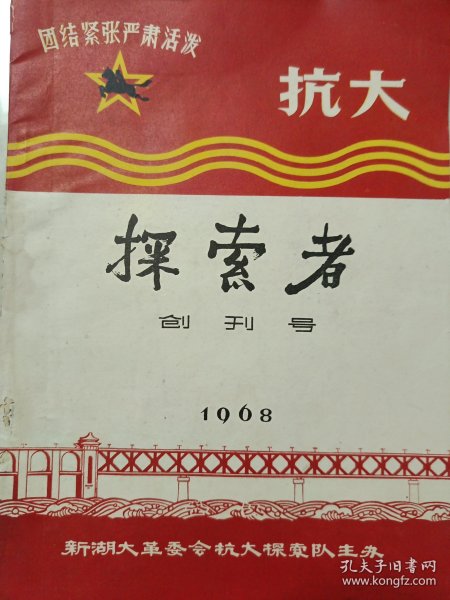 团结紧张严肃活泼
抗大
探索者
创刊号
1968
新湖大革委会抗大探索队主办
孔夫子旧书网
www.kongfz.com